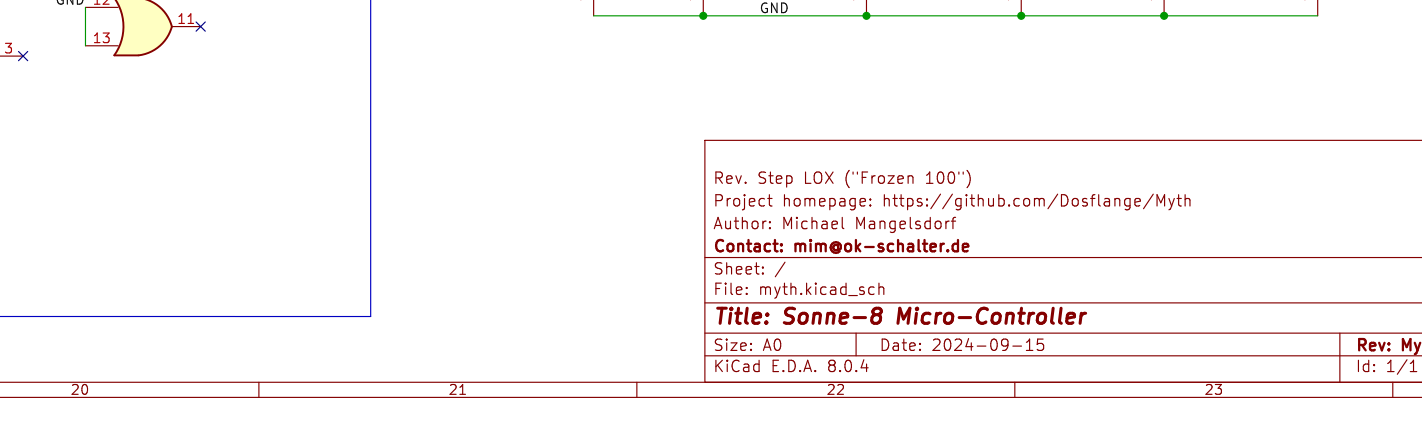 GND 12
11
13
3
GND
Rev. Step LOX ("Frozen 100")
Project homepage: https://github.com/Dosflange/Myth
Author: Michael Mangelsdorf
Contact: mim@ok-schalter.de
Sheet: /
File: myth.kicad_sch
Title: Sonne-8 Micro-Controller
Size: A0 Date: 2024-09-15 Rev: My
KiCad E.D.A. 8.0.4 Id: 1/1
20 21 22 23